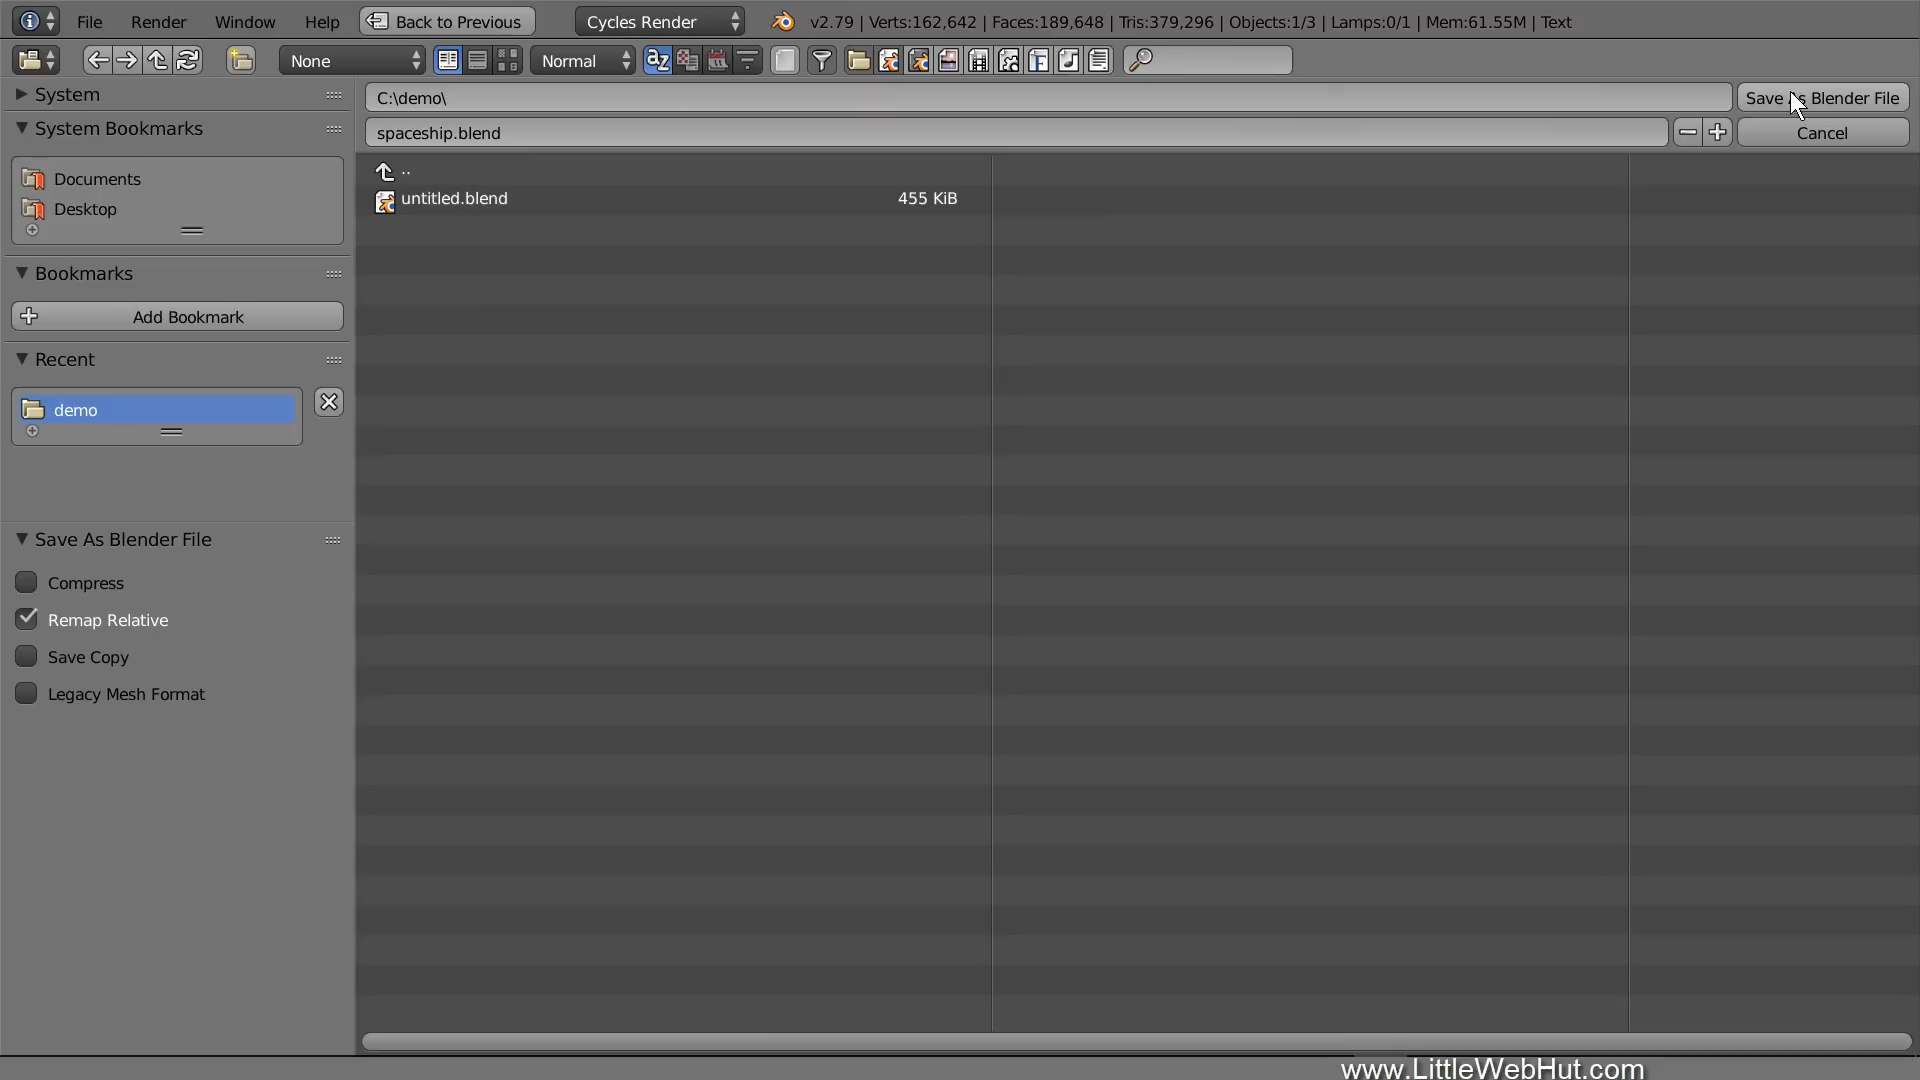 File Render Window Help Back to Previous Cycles Render v2.79 | Verts:162,642 | Faces:189,648 | Tris:379,296 | Objects:1/3 | Lamps:0/1 | Mem:61.55M | Text
None Normal
System
C:\demo\ Save As Blender File
System Bookmarks
spaceship.blend Cancel
Documents
Desktop
..
untitled.blend 455 KiB
Bookmarks
Add Bookmark
Recent
demo
Save As Blender File
Compress
Remap Relative
Save Copy
Legacy Mesh Format
www.LittleWebHut.com